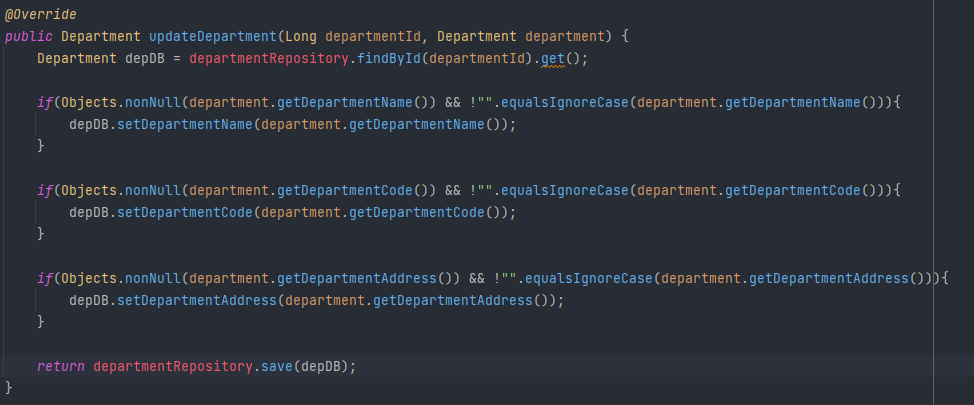 @Override
public Department updateDepartment(Long departmentId, Department department) {
    Department depDB = departmentRepository.findById(departmentId).get();

    if(Objects.nonNull(department.getDepartmentName()) && !"".equalsIgnoreCase(department.getDepartmentName())){
        depDB.setDepartmentName(department.getDepartmentName());
    }

    if(Objects.nonNull(department.getDepartmentCode()) && !"".equalsIgnoreCase(department.getDepartmentCode())){
        depDB.setDepartmentCode(department.getDepartmentCode());
    }

    if(Objects.nonNull(department.getDepartmentAddress()) && !"".equalsIgnoreCase(department.getDepartmentAddress())){
        depDB.setDepartmentAddress(department.getDepartmentAddress());
    }

    return departmentRepository.save(depDB);
}